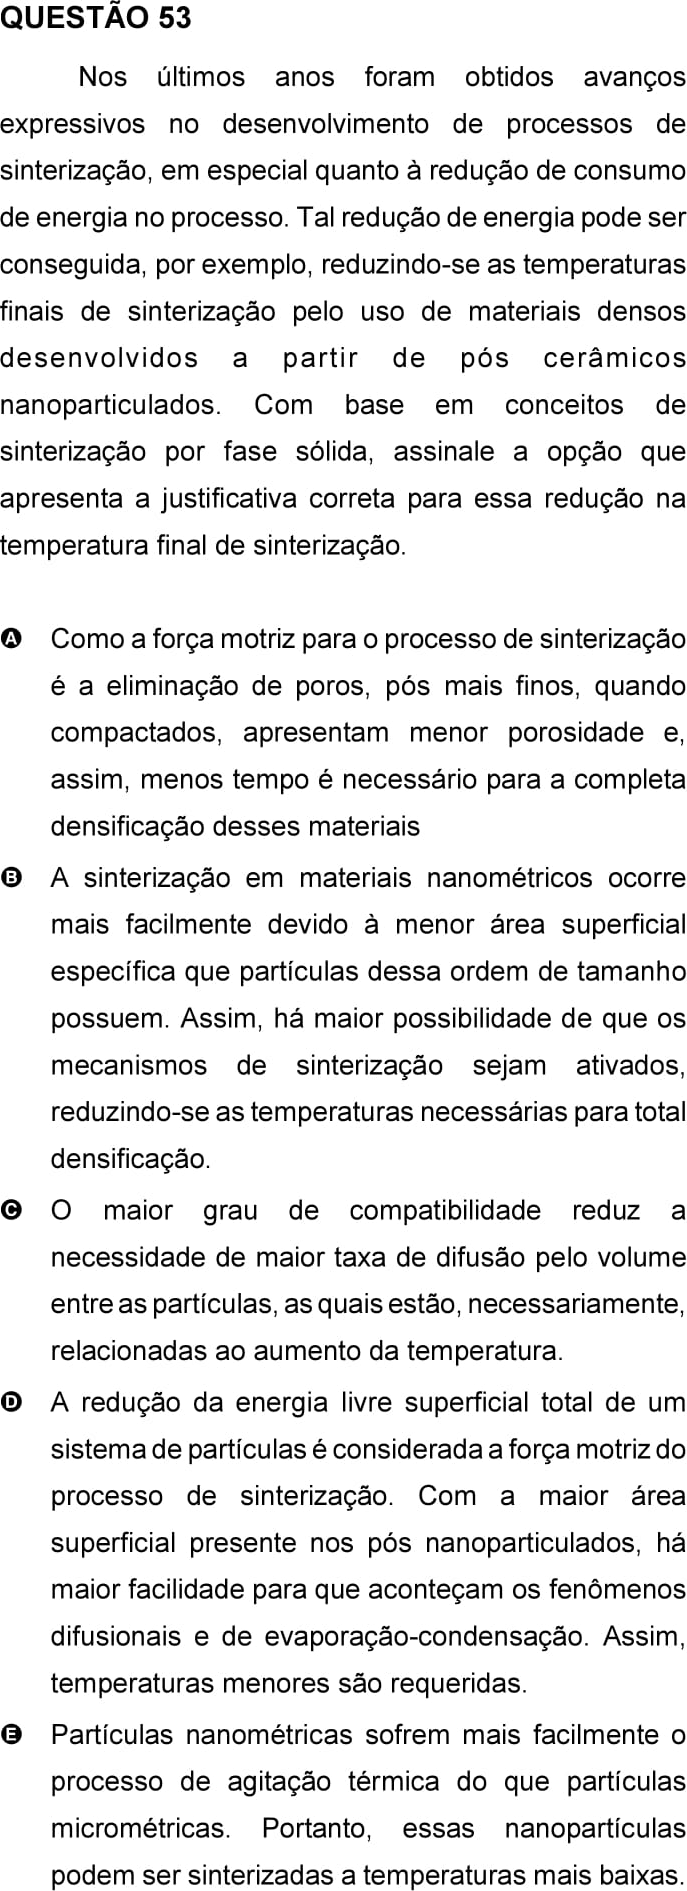 QUESTÃO 53
Nos últimos anos foram obtidos avanços
expressivos no desenvolvimento de processos de
sinterização, em especial quanto à redução de consumo
de energia no processo. Tal redução de energia pode ser
conseguida, por exemplo, reduzindo-se as temperaturas
finais de sinterização pelo uso de materiais densos
desenvolvidos a partir de pós cerâmicos
nanoparticulados. Com base em conceitos de
sinterização por fase sólida, assinale a opção que
apresenta a justificativa correta para essa redução na
temperatura final de sinterização.
A Como a força motriz para o processo de sinterização
é a eliminação de poros, pós mais finos, quando
compactados, apresentam menor porosidade e,
assim, menos tempo é necessário para a completa
densificação desses materiais
B A sinterização em materiais nanométricos ocorre
mais facilmente devido à menor área superficial
específica que partículas dessa ordem de tamanho
possuem. Assim, há maior possibilidade de que os
mecanismos de sinterização sejam ativados,
reduzindo-se as temperaturas necessárias para total
densificação.
C O maior grau de compatibilidade reduz a
necessidade de maior taxa de difusão pelo volume
entre as partículas, as quais estão, necessariamente,
relacionadas ao aumento da temperatura.
D A redução da energia livre superficial total de um
sistema de partículas é considerada a força motriz do
processo de sinterização. Com a maior área
superficial presente nos pós nanoparticulados, há
maior facilidade para que aconteçam os fenômenos
difusionais e de evaporação-condensação. Assim,
temperaturas menores são requeridas.
E Partículas nanométricas sofrem mais facilmente o
processo de agitação térmica do que partículas
micrométricas. Portanto, essas nanopartículas
podem ser sinterizadas a temperaturas mais baixas.